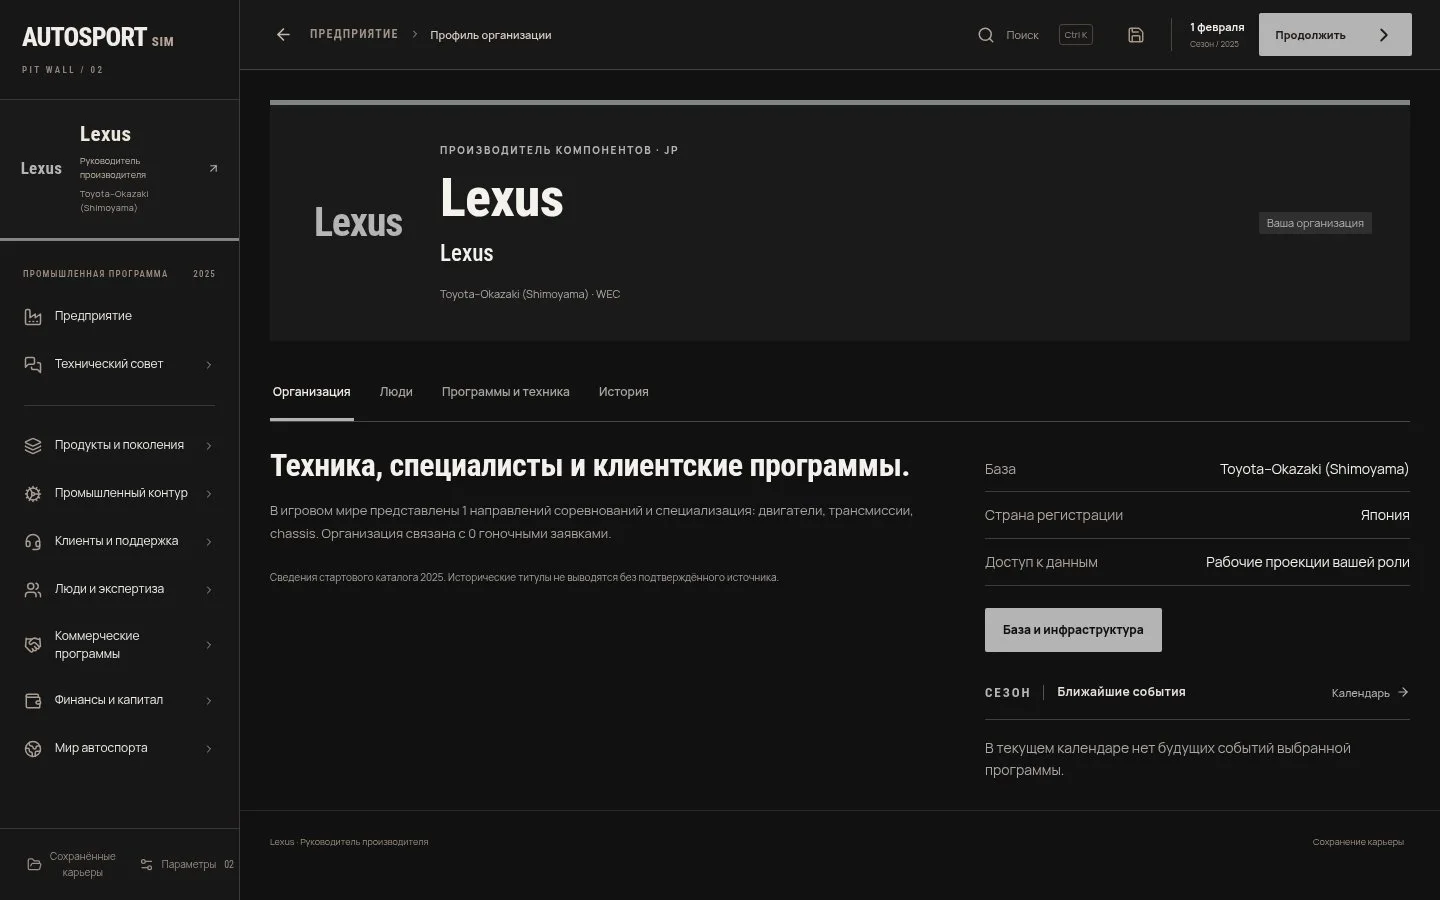 AUTOSPORT SIM
PIT WALL / 02
Lexus
Lexus
Руководитель
производителя
Toyota–Okazaki
(Shimoyama)
ПРОМЫШЛЕННАЯ ПРОГРАММА 2025
Предприятие
Технический совет
Продукты и поколения
Промышленный контур
Клиенты и поддержка
Люди и экспертиза
Коммерческие
программы
Финансы и капитал
Мир автоспорта
Сохранённые
карьеры
Параметры 02
ПРЕДПРИЯТИЕ > Профиль организации
Поиск Ctrl K
1 февраля
Сезон / 2025
Продолжить
ПРОИЗВОДИТЕЛЬ КОМПОНЕНТОВ · JP
Lexus
Lexus
Lexus
Toyota–Okazaki (Shimoyama) · WEC
Ваша организация
Организация Люди Программы и техника История
Техника, специалисты и клиентские программы.
В игровом мире представлены 1 направлений соревнований и специализация: двигатели, трансмиссии,
chassis. Организация связана с 0 гоночными заявками.
Сведения стартового каталога 2025. Исторические титулы не выводятся без подтверждённого источника.
База Toyota–Okazaki (Shimoyama)
Страна регистрации Япония
Доступ к данным Рабочие проекции вашей роли
База и инфраструктура
СЕЗОН Ближайшие события Календарь
В текущем календаре нет будущих событий выбранной
программы.
Lexus · Руководитель производителя
Сохранение карьеры